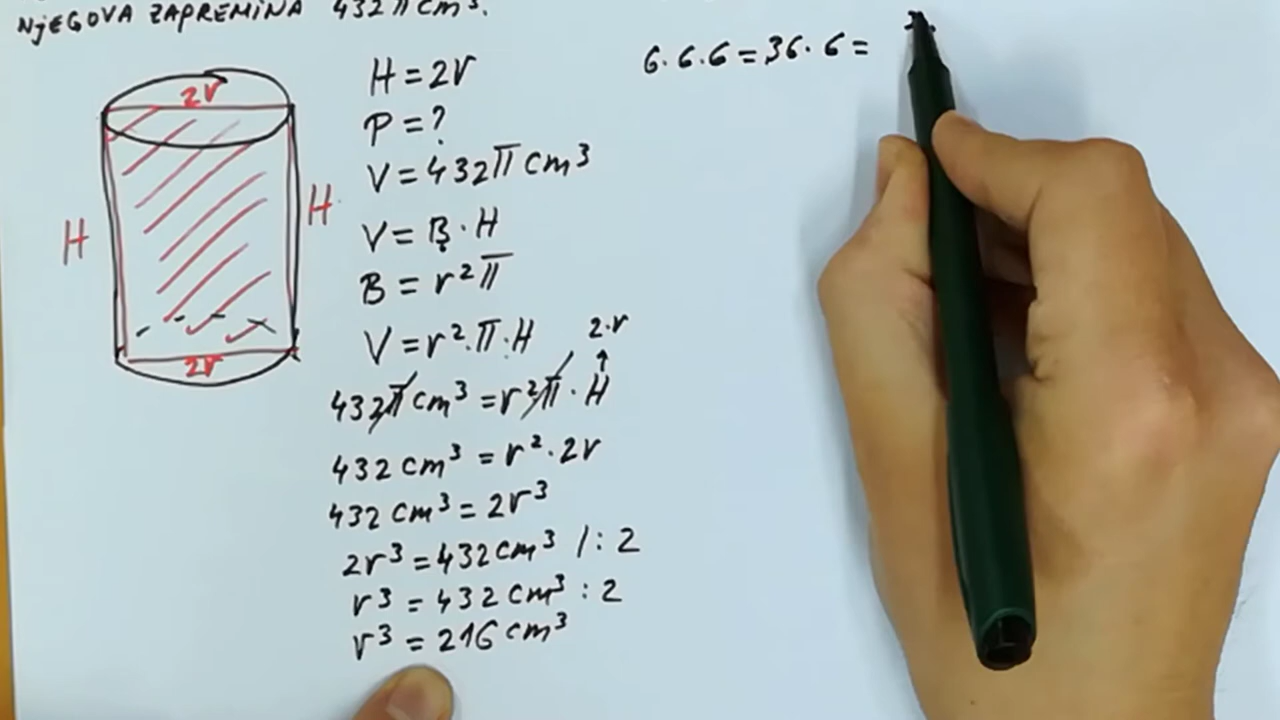 NJEGOVA ZAPREMINA 432π cm³.
2r
H
H
2r
H = 2r
P = ?
V = 432π cm³
V = B · H
B = r²π
V = r²·π·H
2·r
432π cm³ = r²π · H
432 cm³ = r² · 2r
432 cm³ = 2r³
2r³ = 432 cm³ /: 2
r³ = 432 cm³ : 2
r³ = 216 cm³
6·6·6 = 36·6 =